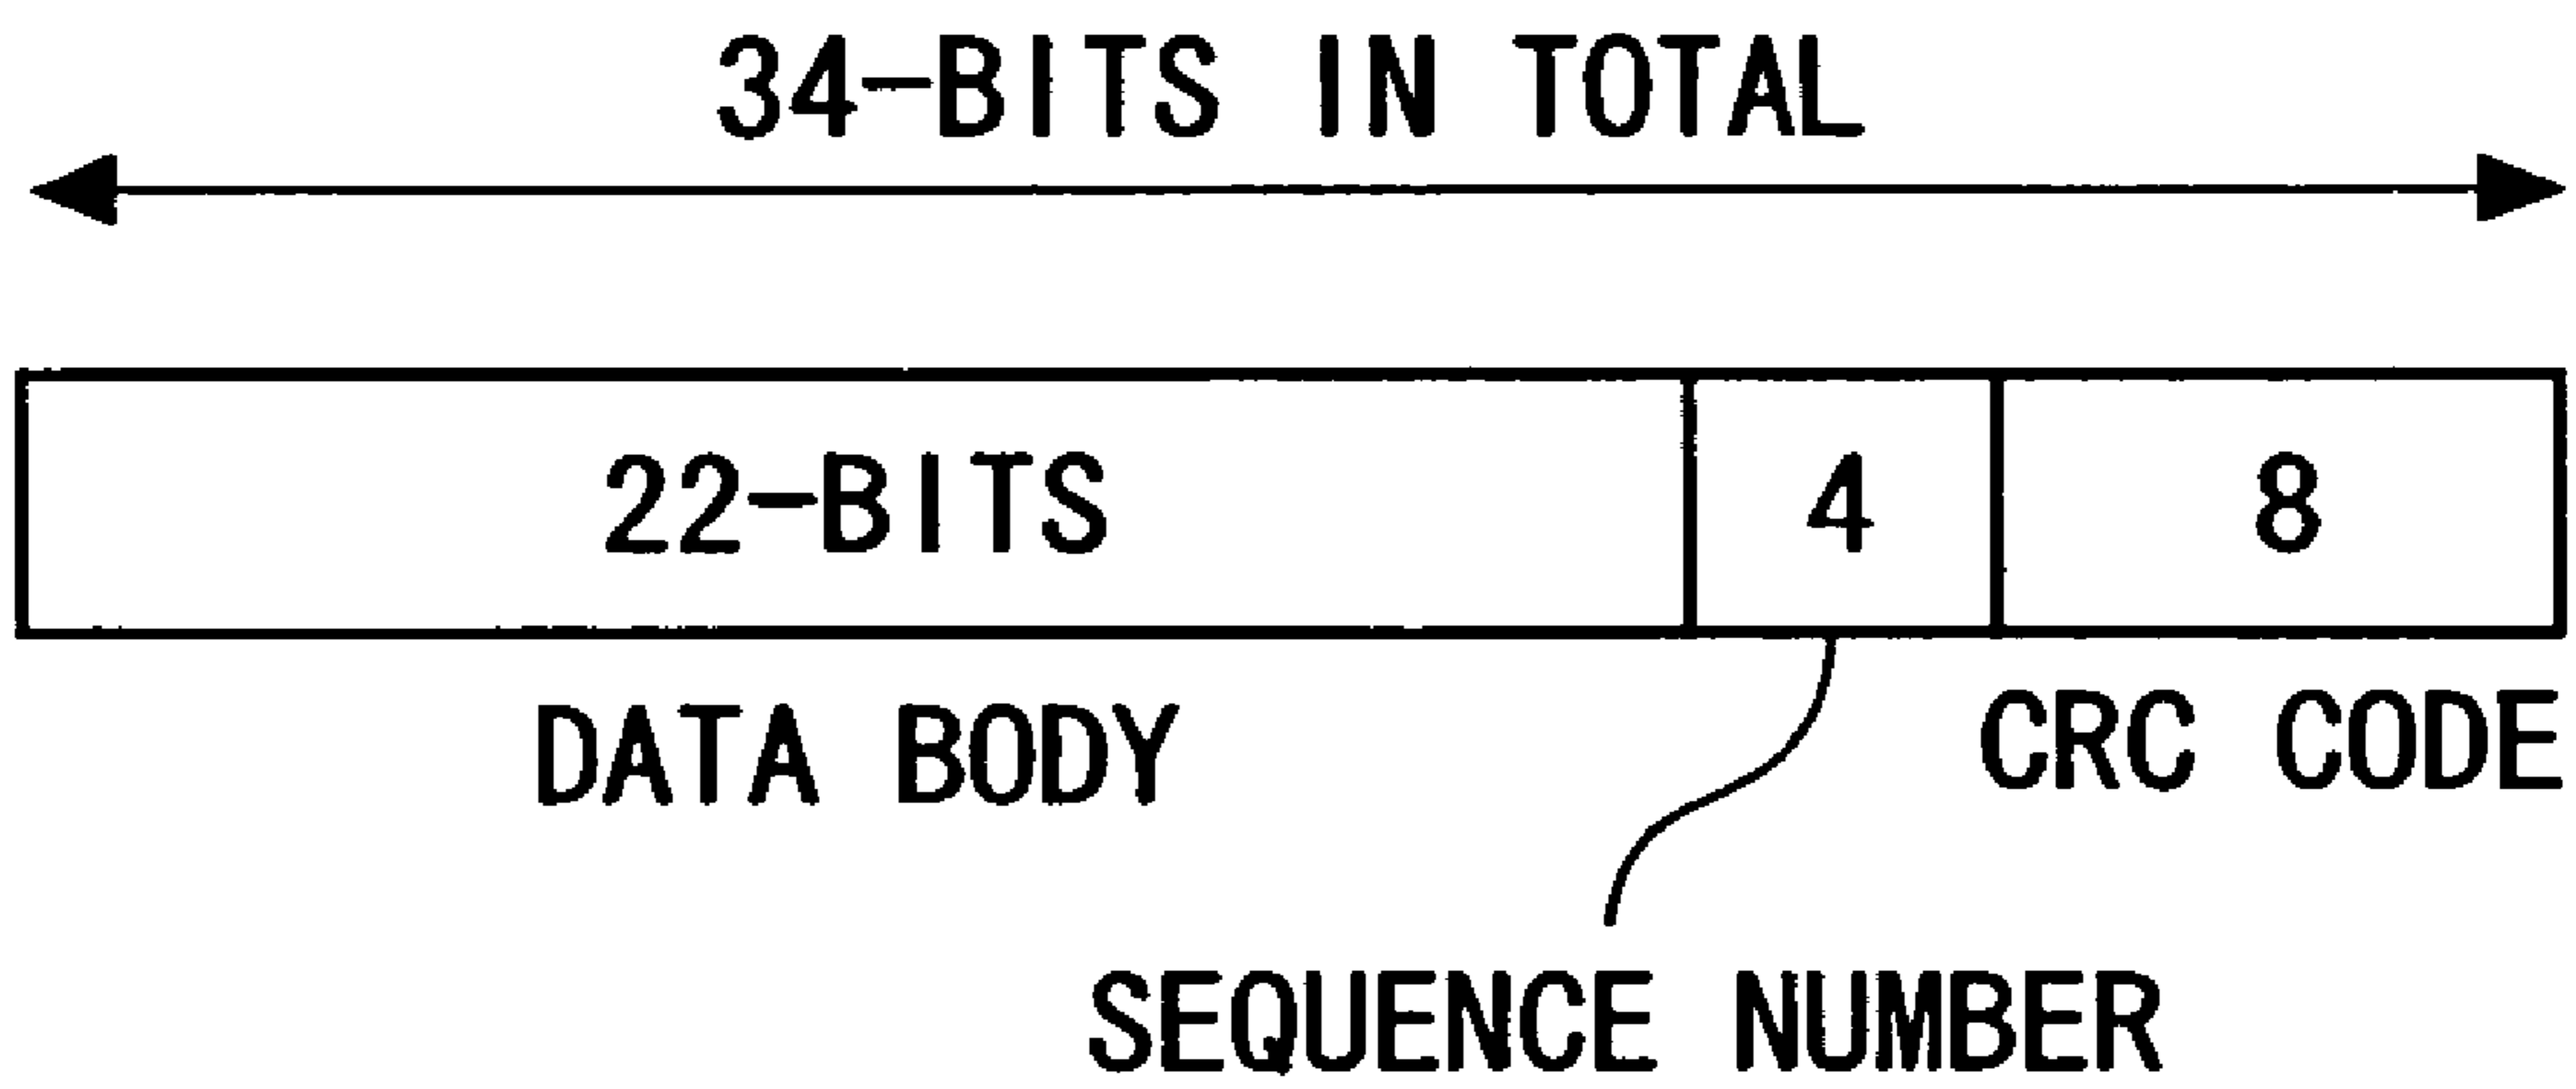 34-BITS IN TOTAL
22-BITS 4 8
DATA BODY CRC CODE
SEQUENCE NUMBER